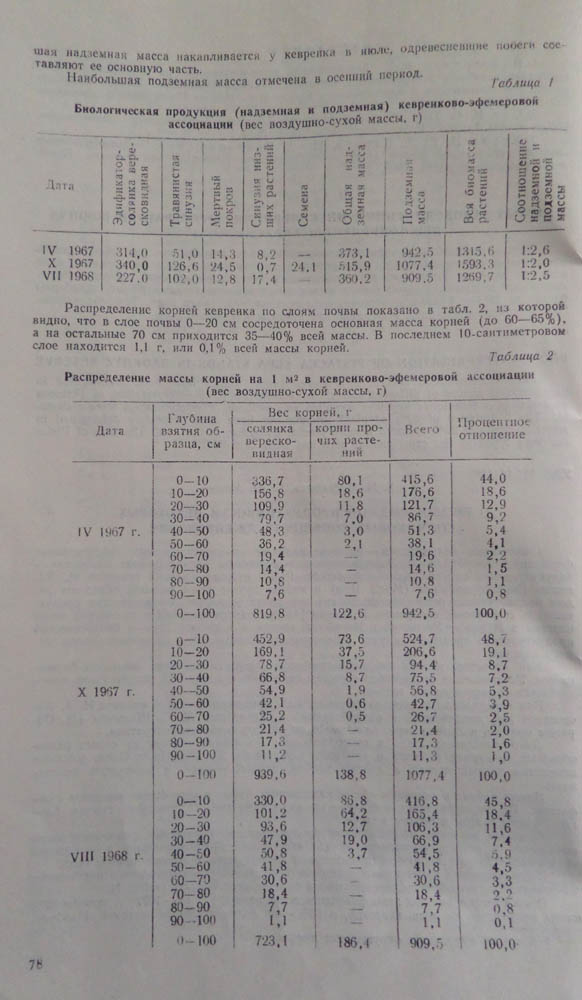 шая надземная масса накапливается у кеврейка в июле, одревесневшие побеги сос-
тавляют ее основную часть.
Наибольшая подземная масса отмечена в осенний период.
Таблица 1
Биологическая продукция (надземная и подземная) кевренково-эфемеровой
ассоциации (вес воздушно-сухой массы, г)
Дата | Эдификатор- солянка вере- сковидная | Травянистая синузия | Мертвый покров | Синузия низ- ших растений | Семена | Общая над- земная масса | Подземная масса | Вся биомасса растений | Соотношение надземной и подземной массы
IV 1967 314,0 51,0 14,3 8,2 — 373,1 942,5 1315,6 1:2,6
X 1967 340,0 126,6 24,5 0,7 24,1 515,9 1077,4 1593,3 1:2,0
VII 1968 227,0 102,0 12,8 17,4 — 360,2 909,5 1269,7 1:2,5
Распределение корней кевренка по слоям почвы показано в табл. 2, из которой
видно, что в слое почвы 0—20 см сосредоточена основная масса корней (до 60—65%),
а на остальные 70 см приходится 35—40% всей массы. В последнем 10-сантиметровом
слое находится 1,1 г, или 0,1% всей массы корней.
Таблица 2
Распределение массы корней на 1 м² в кевренково-эфемеровой ассоциации
(вес воздушно-сухой массы, г)
Дата | Глубина взятия об- разца, см | Вес корней, г | солянка вереско- видная | корни про- чих расте- ний | Всего | Процентное отношение
0—10 336,7 80,1 415,6 44,0
10—20 156,8 18,6 176,6 18,6
20—30 109,9 11,8 121,7 12,9
30—40 79,7 7,0 86,7 9,2
IV 1967 г. 40—50 48,3 3,0 51,3 5,4
50—60 36,2 2,1 38,1 4,1
60—70 19,4 — 19,6 2,2
70—80 14,4 — 14,6 1,5
80—90 10,8 — 10,8 1,1
90—100 7,6 — 7,6 0,8
0—100 819,8 122,6 942,5 100,0
0—10 452,9 73,6 524,7 48,7
10—20 169,1 37,5 206,6 19,1
20—30 78,7 15,7 94,4 8,7
30—40 66,8 8,7 75,5 7,2
X 1967 г. 40—50 54,9 1,9 56,8 5,3
50—60 42,1 0,6 42,7 3,9
60—70 25,2 0,5 26,7 2,5
70—80 21,4 — 21,4 2,0
80—90 17,3 — 17,3 1,6
90—100 11,2 — 11,3 1,0
0—100 939,6 138,8 1077,4 100,0
0—10 330,0 86,8 416,8 45,8
10—20 101,2 64,2 165,4 18,4
20—30 93,6 12,7 106,3 11,6
30—40 47,9 19,0 66,9 7,4
VIII 1968 г. 40—50 50,8 3,7 54,5 5,9
50—60 41,8 — 41,8 4,5
60—70 30,6 — 30,6 3,3
70—80 18,4 — 18,4 2,2
80—90 7,7 — 7,7 0,8
90—100 1,1 — 1,1 0,1
0—100 723,1 186,4 909,5 100,0
78